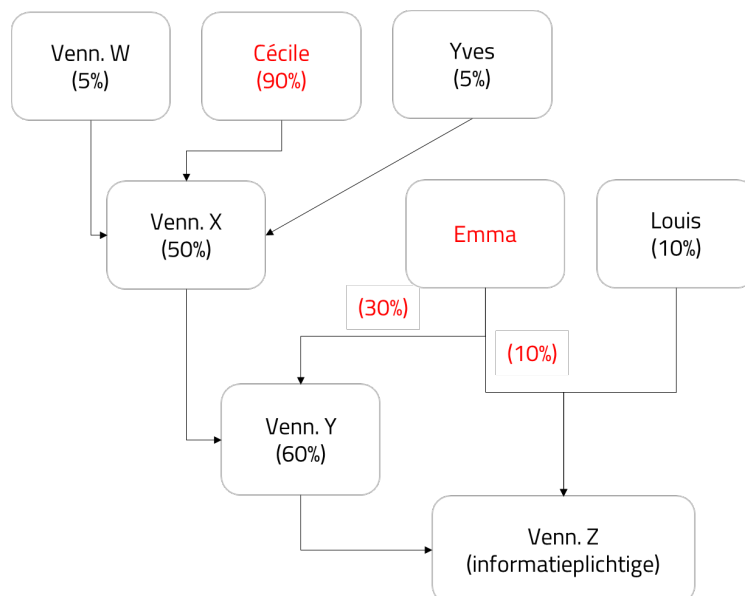 Venn. W
(5%)
Cécile
(90%)
Yves
(5%)
Venn. X
(50%)
Emma
Louis
(10%)
(30%)
(10%)
Venn. Y
(60%)
Venn. Z
(informatieplichtige)